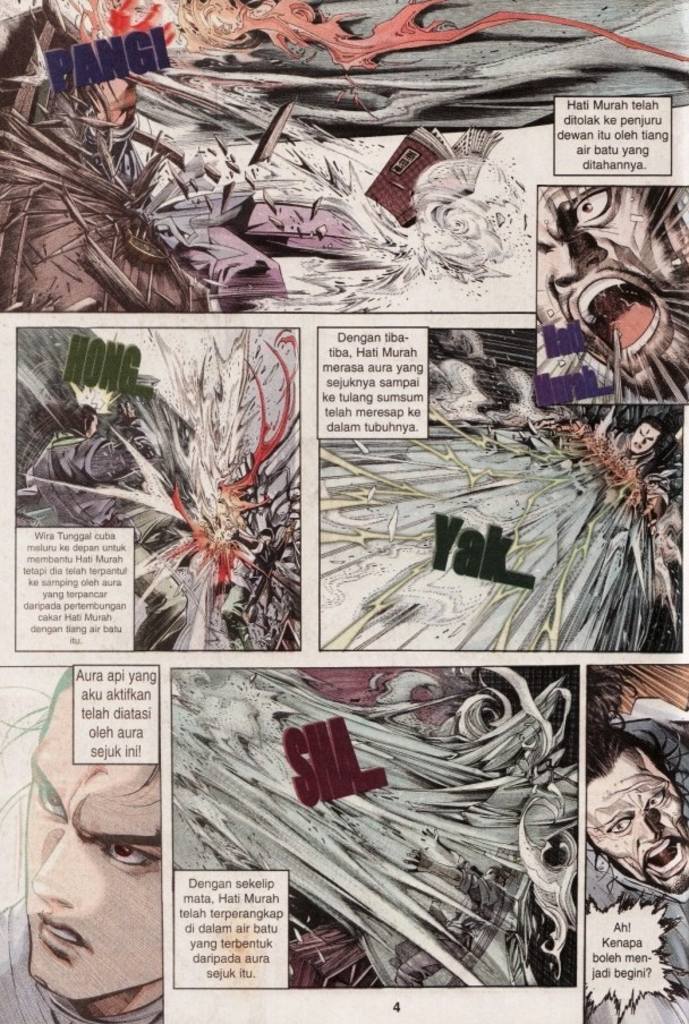 PANG!
Hati Murah telah
ditolak ke penjuru
dewan itu oleh tiang
air batu yang
ditahannya.
Murah...
HONG...
Wira Tunggal cuba
meluru ke depan untuk
membantu Hati Murah
tetapi dia telah terpantul
ke samping oleh aura
yang terpancar
daripada pertembungan
cakar Hati Murah
dengan tiang air batu
itu.
Dengan tiba-
tiba, Hati Murah
merasa aura yang
sejuknya sampai
ke tulang sumsum
telah meresap ke
dalam tubuhnya.
Yah...
Aura api yang
aku aktifkan
telah diatasi
oleh aura
sejuk ini!
SHA...
Dengan sekelip
mata, Hati Murah
telah terperangkap
di dalam air batu
yang terbentuk
daripada aura
sejuk itu.
Ah!
Kenapa
boleh men-
jadi begini?
4